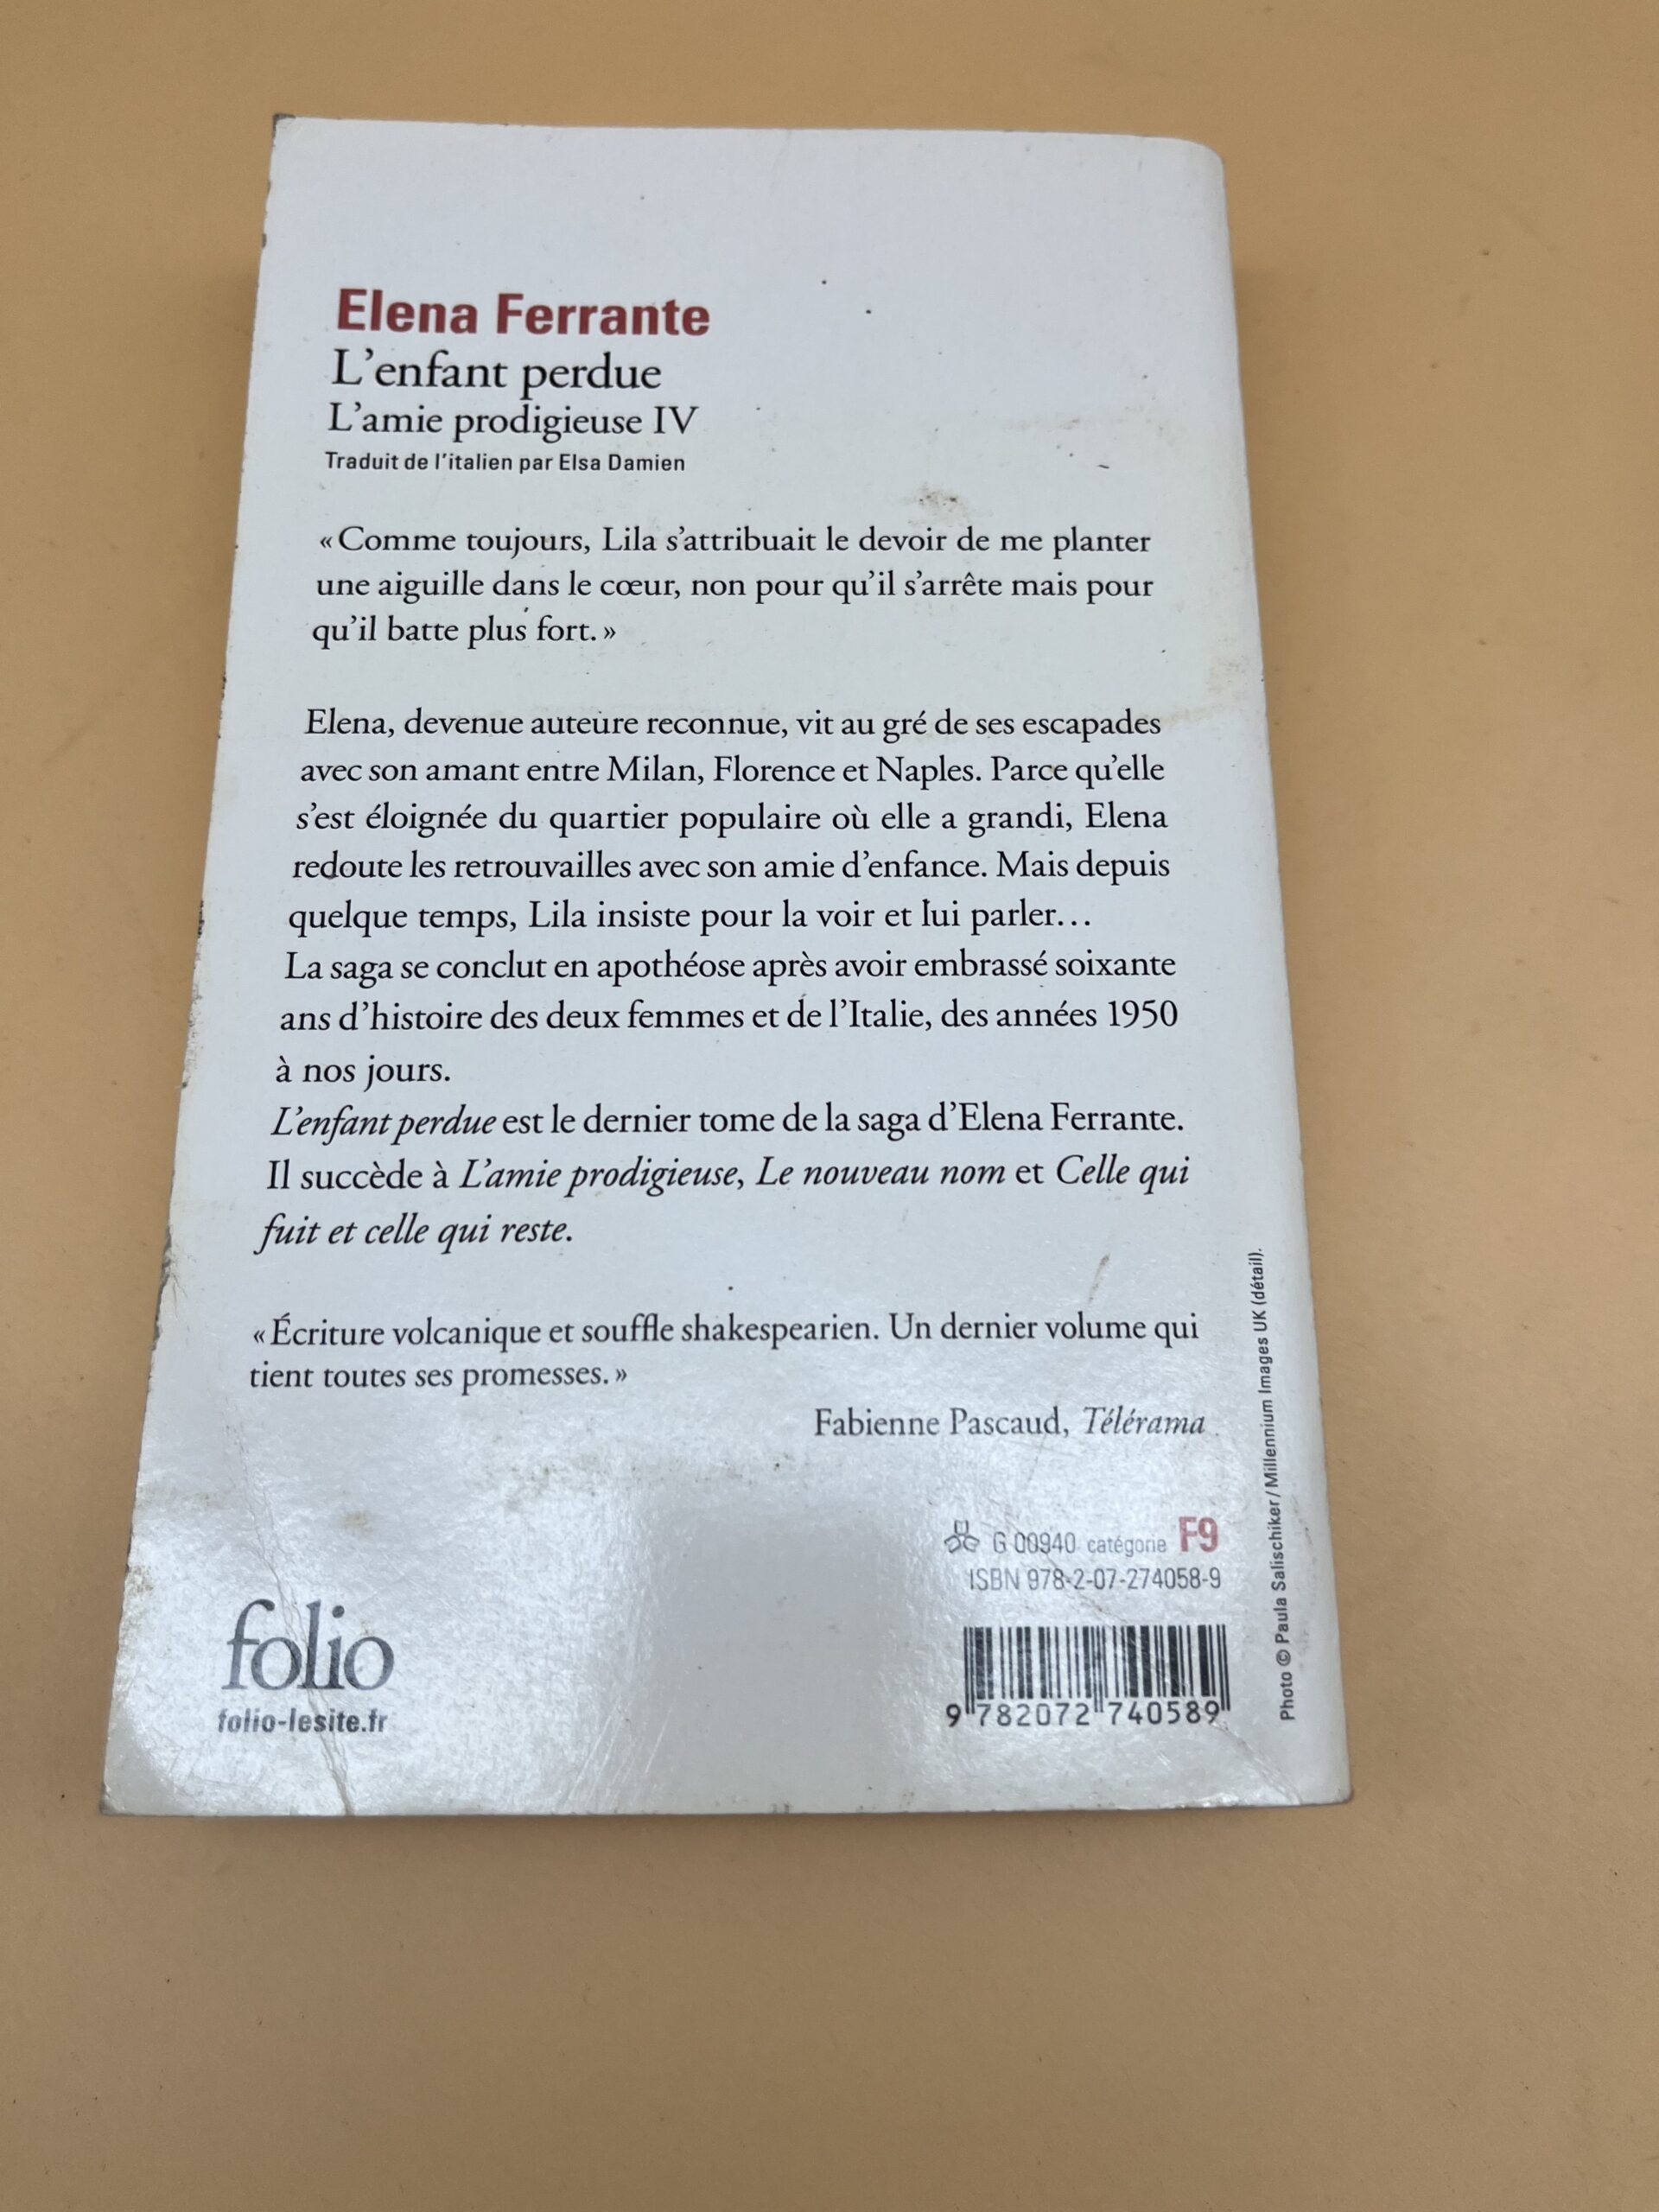 Elena Ferrante
L'enfant perdue
L'amie prodigieuse IV
Traduit de l'italien par Elsa Damien
« Comme toujours, Lila s'attribuait le devoir de me planter
une aiguille dans le cœur, non pour qu'il s'arrête mais pour
qu'il batte plus fort. »
Elena, devenue auteure reconnue, vit au gré de ses escapades
avec son amant entre Milan, Florence et Naples. Parce qu'elle
s'est éloignée du quartier populaire où elle a grandi, Elena
redoute les retrouvailles avec son amie d'enfance. Mais depuis
quelque temps, Lila insiste pour la voir et lui parler...
La saga se conclut en apothéose après avoir embrassé soixante
ans d'histoire des deux femmes et de l'Italie, des années 1950
à nos jours.
L'enfant perdue est le dernier tome de la saga d'Elena Ferrante.
Il succède à L'amie prodigieuse, Le nouveau nom et Celle qui
fuit et celle qui reste.
« Écriture volcanique et souffle shakespearien. Un dernier volume qui
tient toutes ses promesses. »
Fabienne Pascaud, Télérama
G 00940 catégorie F9
ISBN 978-2-07-274058-9
folio
folio-lesite.fr
9 782072 740589
Photo © Paula Salischiker / Millennium Images UK (détail).